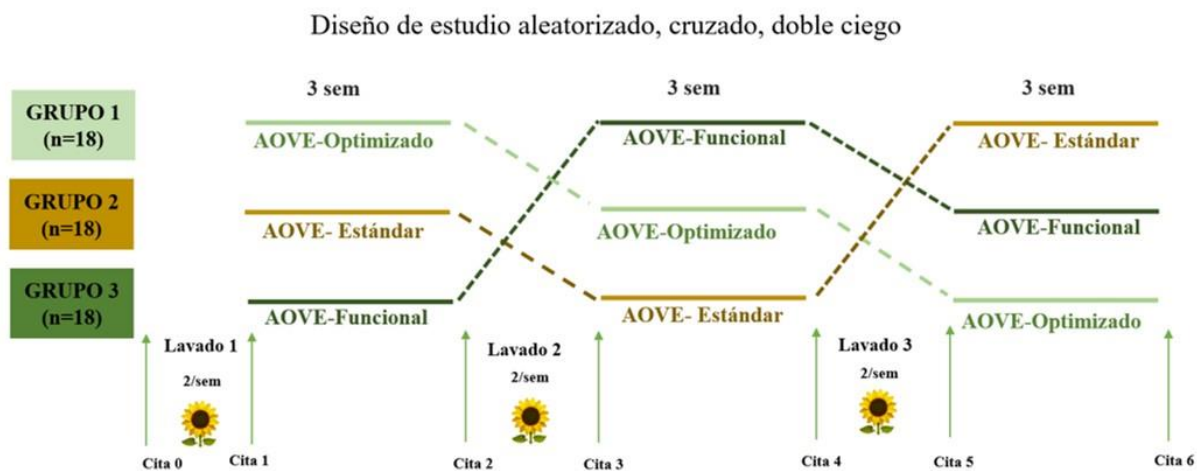 Diseño de estudio aleatorizado, cruzado, doble ciego
3 sem
3 sem
3 sem
GRUPO 1
(n=18)
AOVE-Optimizado
AOVE-Funcional
AOVE- Estándar
GRUPO 2
(n=18)
AOVE- Estándar
AOVE-Optimizado
AOVE-Funcional
GRUPO 3
(n=18)
AOVE-Funcional
AOVE- Estándar
AOVE-Optimizado
Lavado 1
2/sem
Lavado 2
2/sem
Lavado 3
2/sem
Cita 0
Cita 1
Cita 2
Cita 3
Cita 4
Cita 5
Cita 6